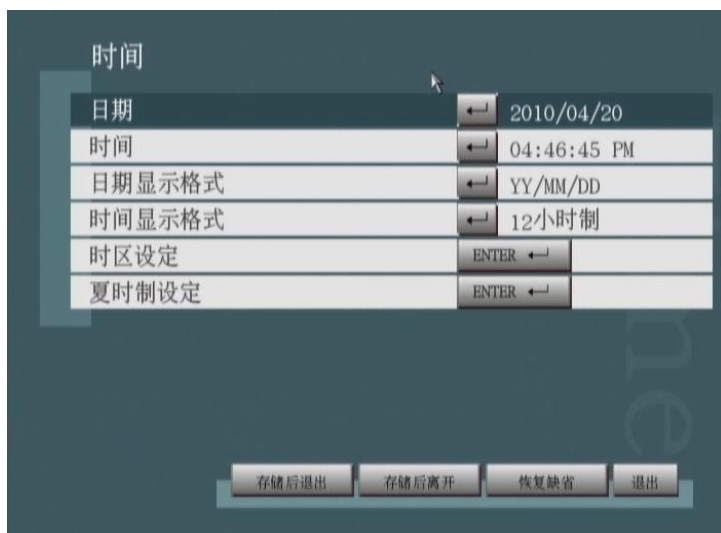 时间
日期 2010/04/20
时间 04:46:45 PM
日期显示格式 YY/MM/DD
时间显示格式 12小时制
时区设定 ENTER
夏时制设定 ENTER
me
存储后退出 存储后离开 恢复缺省 退出